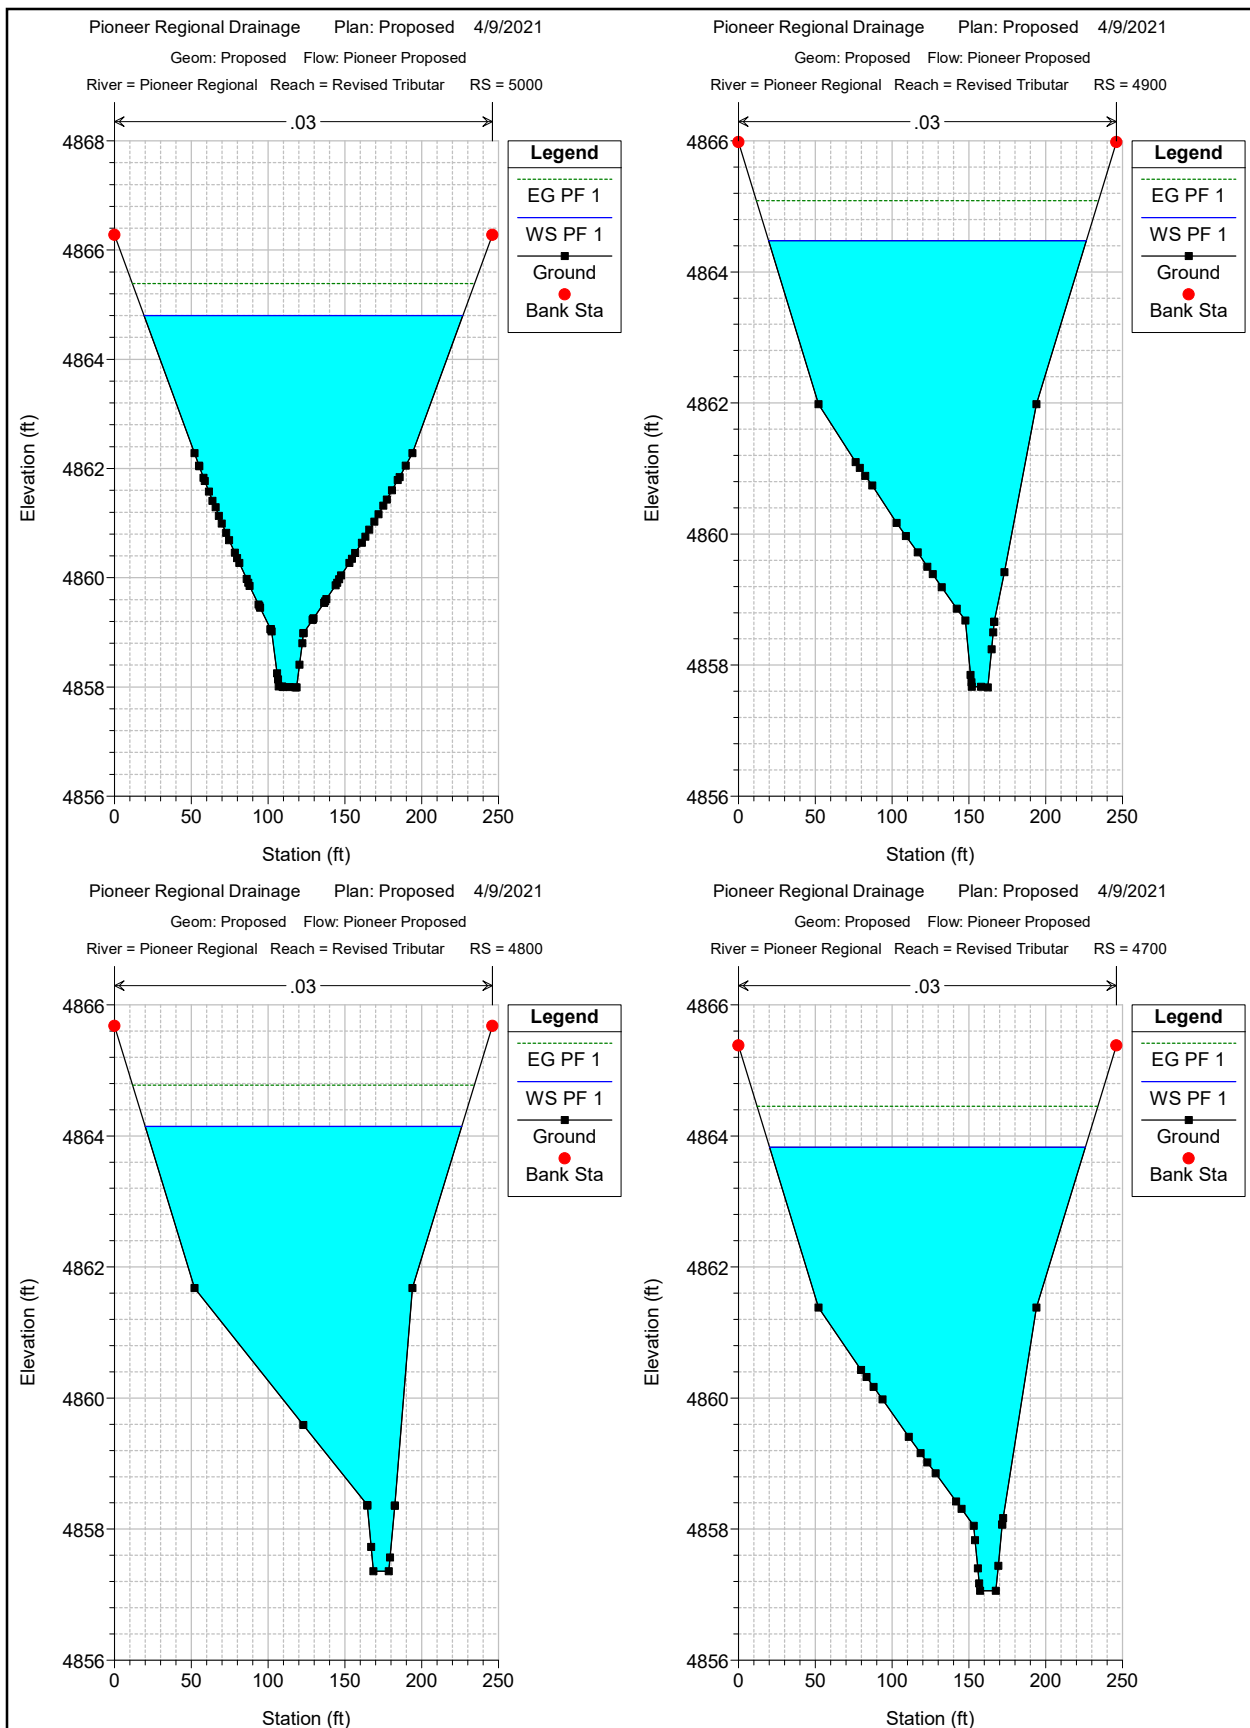 Pioneer Regional Drainage Plan: Proposed 4/9/2021
Geom: Proposed Flow: Pioneer Proposed
River = Pioneer Regional Reach = Revised Tributar RS = 5000
.03
4868
4866
4864
4862
4860
4858
4856
Elevation (ft)
0 50 100 150 200 250
Station (ft)
Legend
EG PF 1
WS PF 1
Ground
Bank Sta
Pioneer Regional Drainage Plan: Proposed 4/9/2021
Geom: Proposed Flow: Pioneer Proposed
River = Pioneer Regional Reach = Revised Tributar RS = 4900
.03
4866
4864
4862
4860
4858
4856
Elevation (ft)
0 50 100 150 200 250
Station (ft)
Legend
EG PF 1
WS PF 1
Ground
Bank Sta
Pioneer Regional Drainage Plan: Proposed 4/9/2021
Geom: Proposed Flow: Pioneer Proposed
River = Pioneer Regional Reach = Revised Tributar RS = 4800
.03
4866
4864
4862
4860
4858
4856
Elevation (ft)
0 50 100 150 200 250
Station (ft)
Legend
EG PF 1
WS PF 1
Ground
Bank Sta
Pioneer Regional Drainage Plan: Proposed 4/9/2021
Geom: Proposed Flow: Pioneer Proposed
River = Pioneer Regional Reach = Revised Tributar RS = 4700
.03
4866
4864
4862
4860
4858
4856
Elevation (ft)
0 50 100 150 200 250
Station (ft)
Legend
EG PF 1
WS PF 1
Ground
Bank Sta